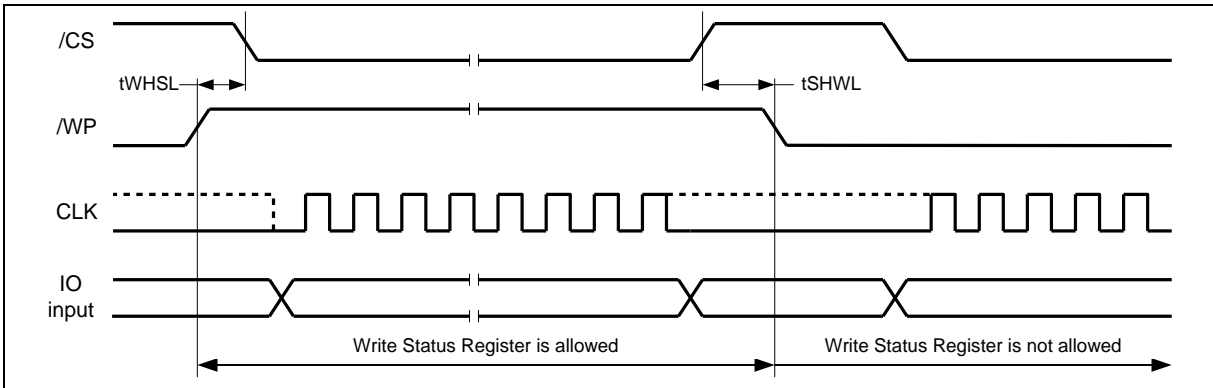 /CS
tWHSL
tSHWL
/WP
CLK
IO
input
Write Status Register is allowed
Write Status Register is not allowed